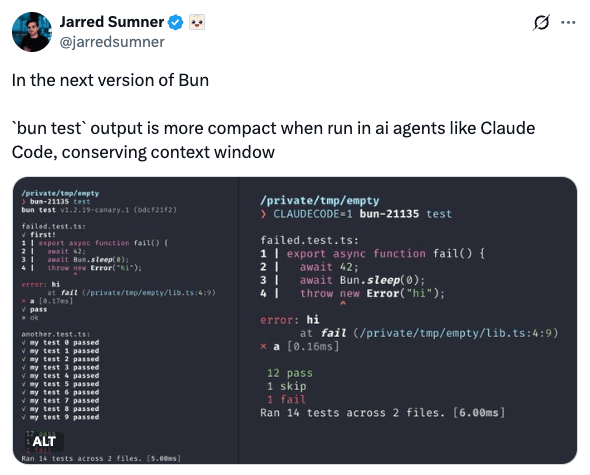 Jarred Sumner
@jarredsumner
In the next version of Bun
`bun test` output is more compact when run in ai agents like Claude
Code, conserving context window
/private/tmp/empty
❯ bun-21135 test
bun test v1.2.19-canary.1 (bdcf21f2)
failed.test.ts:
✓ first!
1 | export async function fail() {
2 |   await 42;
3 |   await Bun.sleep(0);
4 |   throw new Error("hi");
^
error: hi
at fail (/private/tmp/empty/lib.ts:4:9)
✗ a [0.17ms]
✓ pass
» ok
another.test.ts:
✓ my test 0 passed
✓ my test 1 passed
✓ my test 2 passed
✓ my test 3 passed
✓ my test 4 passed
✓ my test 5 passed
✓ my test 6 passed
✓ my test 7 passed
✓ my test 8 passed
✓ my test 9 passed
ALT
Ran 14 tests across 2 files. [5.00ms]
/private/tmp/empty
❯ CLAUDECODE=1 bun-21135 test
failed.test.ts:
1 | export async function fail() {
2 |   await 42;
3 |   await Bun.sleep(0);
4 |   throw new Error("hi");
^
error: hi
at fail (/private/tmp/empty/lib.ts:4:9)
✗ a [0.16ms]
12 pass
1 skip
1 fail
Ran 14 tests across 2 files. [6.00ms]